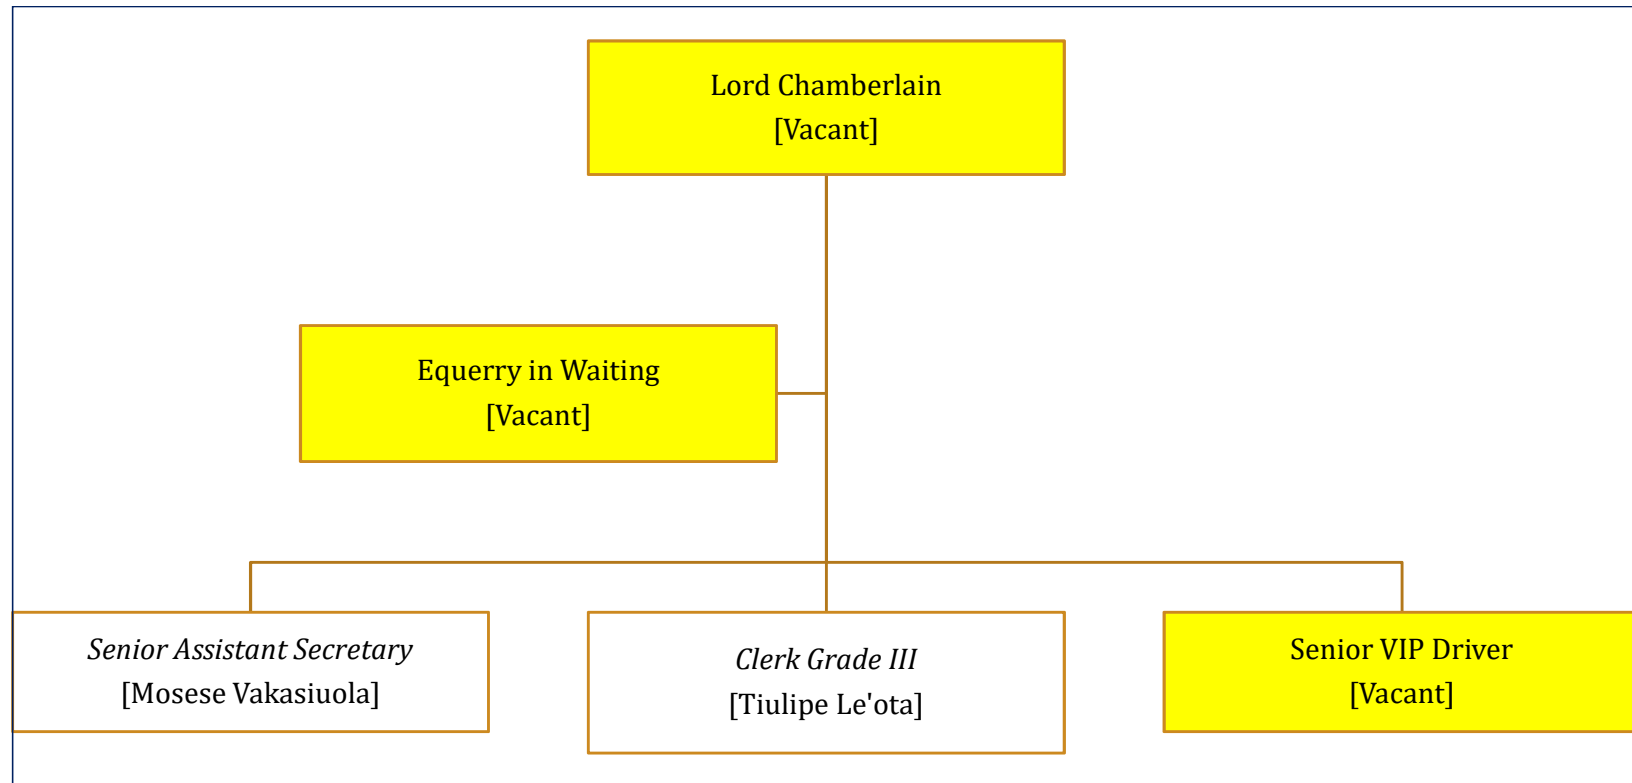 Lord Chamberlain
[Vacant]
Equerry in Waiting
[Vacant]
Senior Assistant Secretary
[Mosese Vakasiuola]
Clerk Grade III
[Tiulipe Le'ota]
Senior VIP Driver
[Vacant]